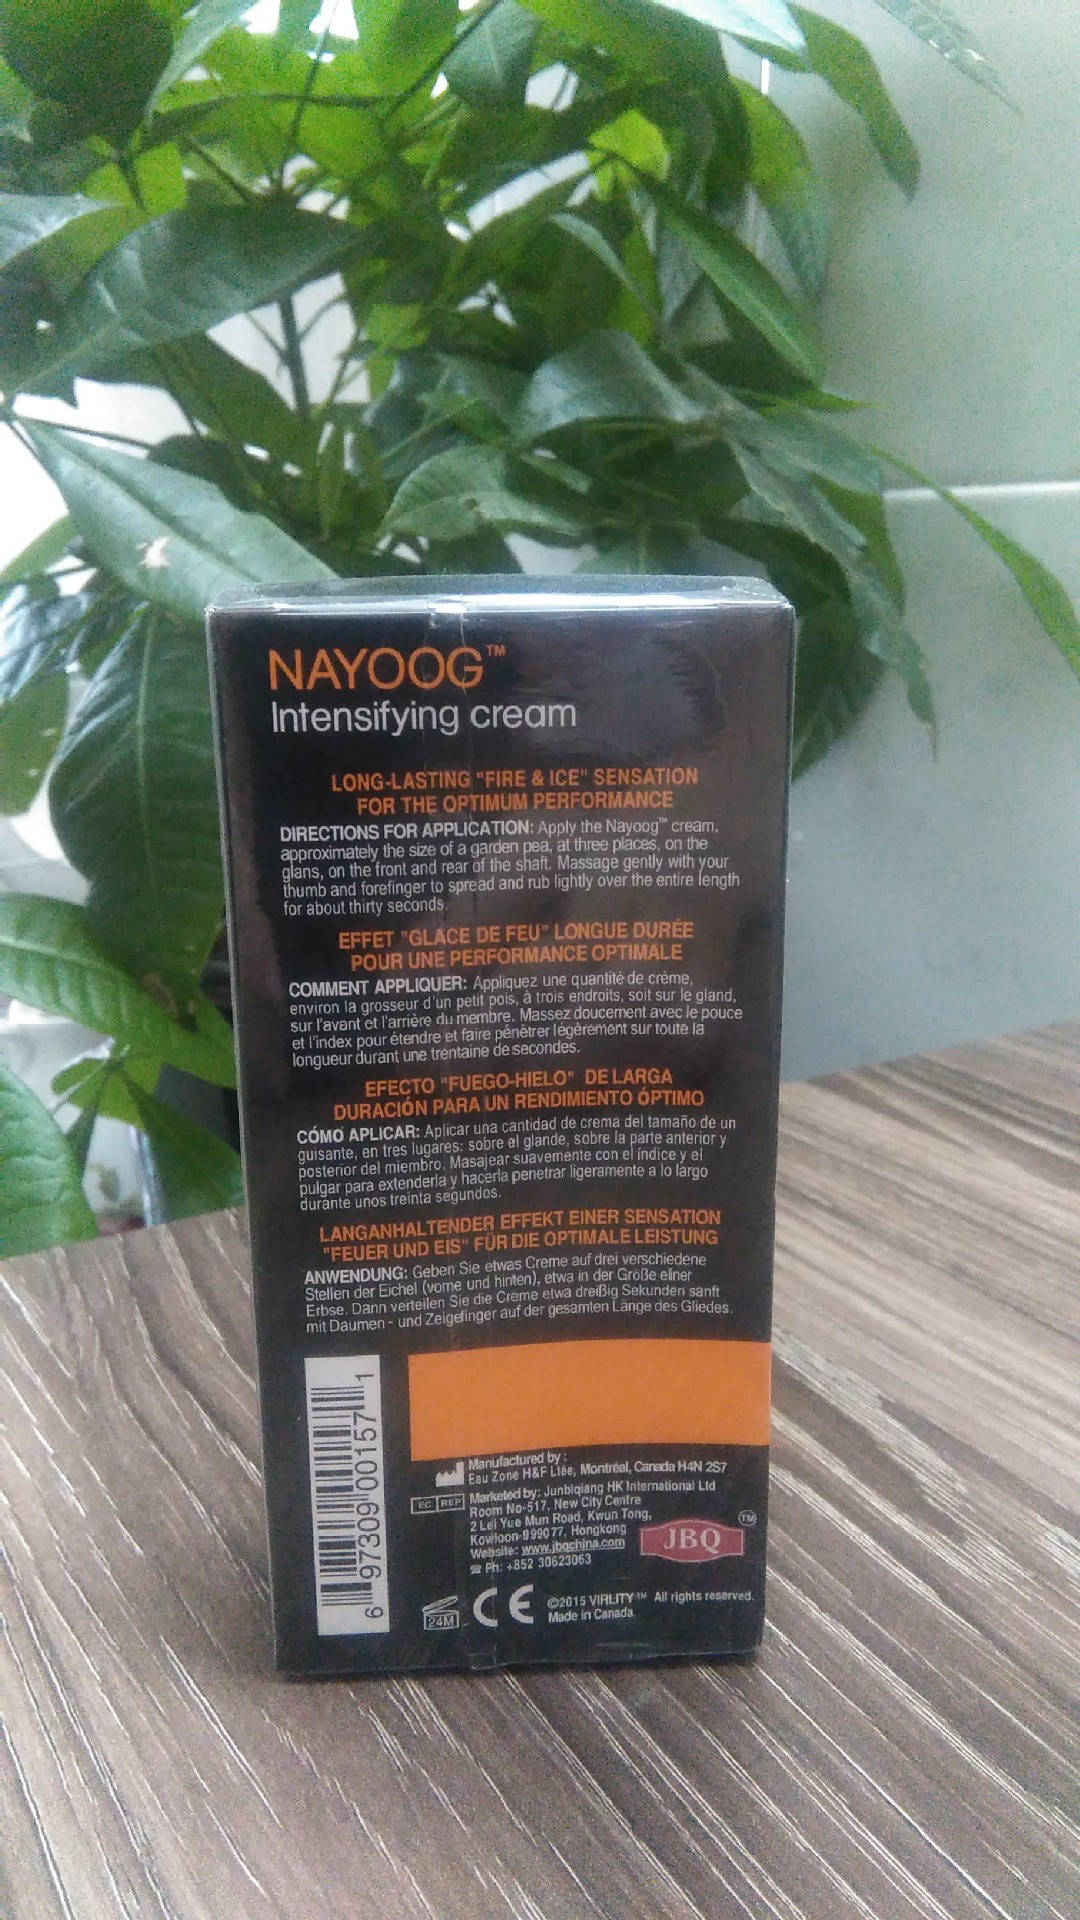 NAYOOG™
Intensifying cream
LONG-LASTING "FIRE & ICE" SENSATION
FOR THE OPTIMUM PERFORMANCE
DIRECTIONS FOR APPLICATION: Apply the Nayoog™ cream,
approximately the size of a garden pea, at three places, on the
glans, on the front and rear of the shaft. Massage gently with your
thumb and forefinger to spread and rub lightly over the entire length
for about thirty seconds.
EFFET "GLACE DE FEU" LONGUE DURÉE
POUR UNE PERFORMANCE OPTIMALE
COMMENT APPLIQUER: Appliquez une quantité de crème,
environ la grosseur d'un petit pois, à trois endroits, soit sur le gland,
sur l'avant et l'arrière du membre. Massez doucement avec le pouce
et l'index pour étendre et faire pénétrer légèrement sur toute la
longueur durant une trentaine de secondes.
EFECTO "FUEGO-HIELO" DE LARGA
DURACIÓN PARA UN RENDIMIENTO ÓPTIMO
CÓMO APLICAR: Aplicar una cantidad de crema del tamaño de un
guisante, en tres lugares: sobre el glande, sobre la parte anterior y
posterior del miembro. Masajear suavemente con el índice y el
pulgar para extenderla y hacerla penetrar ligeramente a lo largo
durante unos treinta segundos.
LANGANHALTENDER EFFEKT EINER SENSATION
"FEUER UND EIS" FÜR DIE OPTIMALE LEISTUNG
ANWENDUNG: Geben Sie etwas Creme auf drei verschiedene
Stellen der Eichel (vorne und hinten), etwa in der Größe einer
Erbse. Dann verteilen Sie die Creme etwa dreißig Sekunden sanft
mit Daumen - und Zeigefinger auf der gesamten Länge des Gliedes.
6 97309 00157 1
Manufactured by :
Eau Zone H&F Ltée, Montréal, Canada H4N 2S7
EC REP
Marketed by: Junbiqiang HK International Ltd
Room No-517, New City Centre
2 Lei Yue Mun Road, Kwun Tong,
Kowloon-999077, Hongkong
Website: www.jbqchina.com
Ph: +852 30623063
JBQ ™
24M
CE
©2015 VIRLITY™ All rights reserved.
Made in Canada.